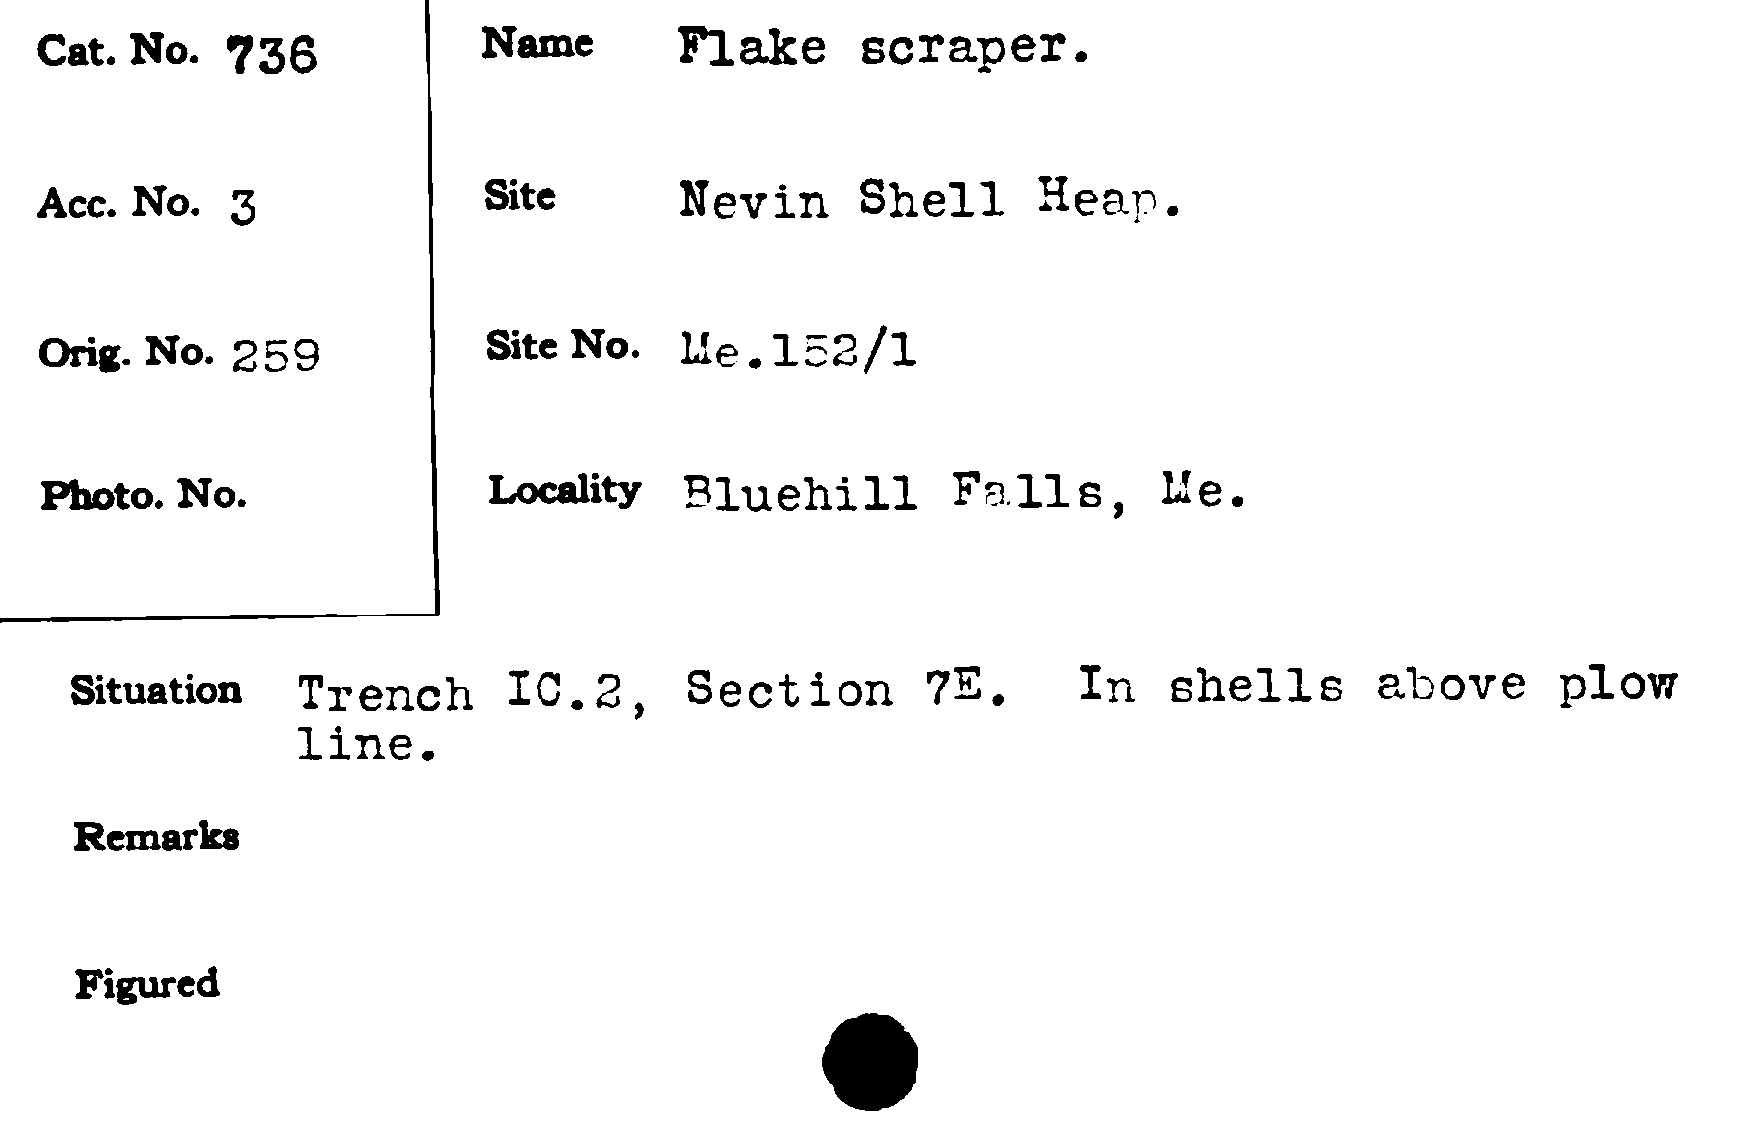 Cat. No. 736
Name Flake scraper.
Acc. No. 3
Site Nevin Shell Heap.
Orig. No. 259
Site No. Me.152/1
Photo. No.
Locality Bluehill Falls, Me.
Situation Trench IC.2, Section 7E. In shells above plow
line.
Remarks
Figured